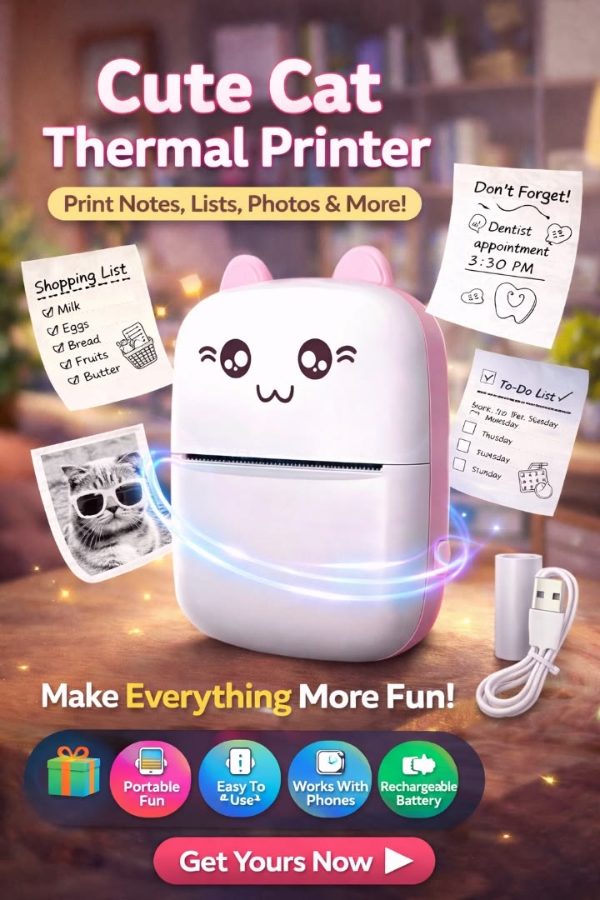 Cute Cat
Thermal Printer
Print Notes, Lists, Photos & More!
Shopping List
Milk
Eggs
Bread
Fruits
Butter
Don't Forget!
Dentist
appointment
3:30 PM
To-Do List
Thusday
Sunday
Make Everything More Fun!
Portable
Fun
Easy To
Use
Works With
Phones
Rechargeable
Battery
Get Yours Now